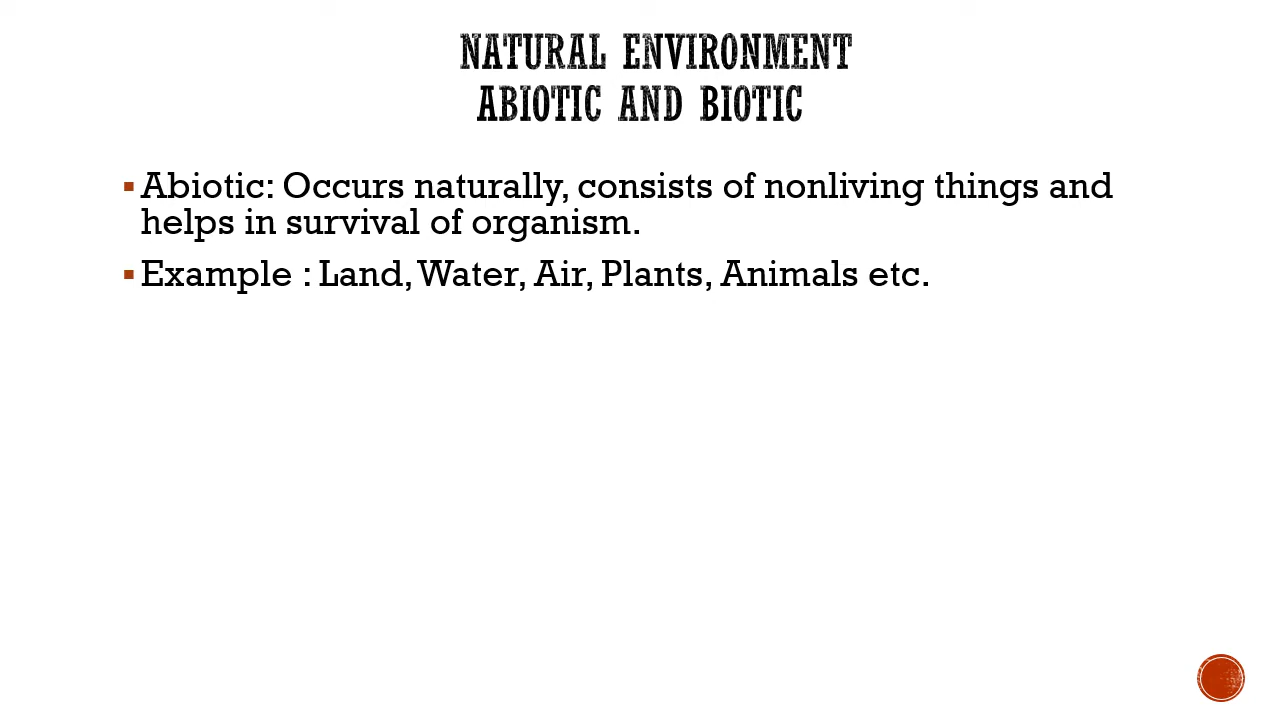 NATURAL ENVIRONMENT
ABIOTIC AND BIOTIC
▪ Abiotic: Occurs naturally, consists of nonliving things and
helps in survival of organism.
▪ Example : Land, Water, Air, Plants, Animals etc.